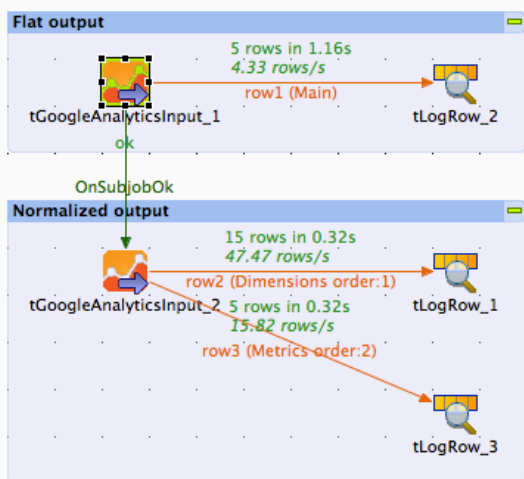 Flat output
5 rows in 1.16s
4.33 rows/s
row1 (Main)
tGoogleAnalyticsInput_1
tLogRow_2
ok
OnSubjobOk
Normalized output
15 rows in 0.32s
47.47 rows/s
row2 (Dimensions order:1)
tGoogleAnalyticsInput_2
tLogRow_1
5 rows in 0.32s
15.82 rows/s
row3 (Metrics order:2)
tLogRow_3